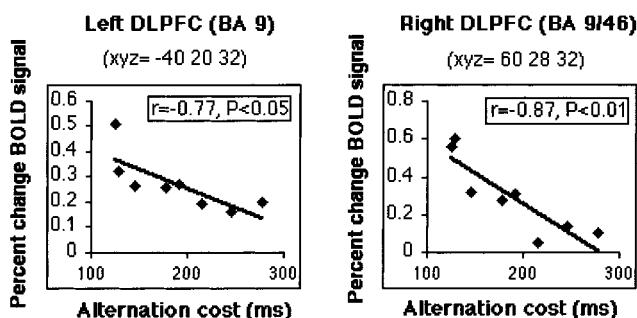 Left DLPFC (BA 9)
(xyz= -40 20 32)
Percent change BOLD signal
r=-0.77, P<0.05
0.6
0.5
0.4
0.3
0.2
0.1
0
100
200
300
Alternation cost (ms)
Right DLPFC (BA 9/46)
(xyz= 60 28 32)
Percent change BOLD signal
r=-0.87, P<0.01
0.8
0.6
0.4
0.2
0
100
200
300
Alternation cost (ms)